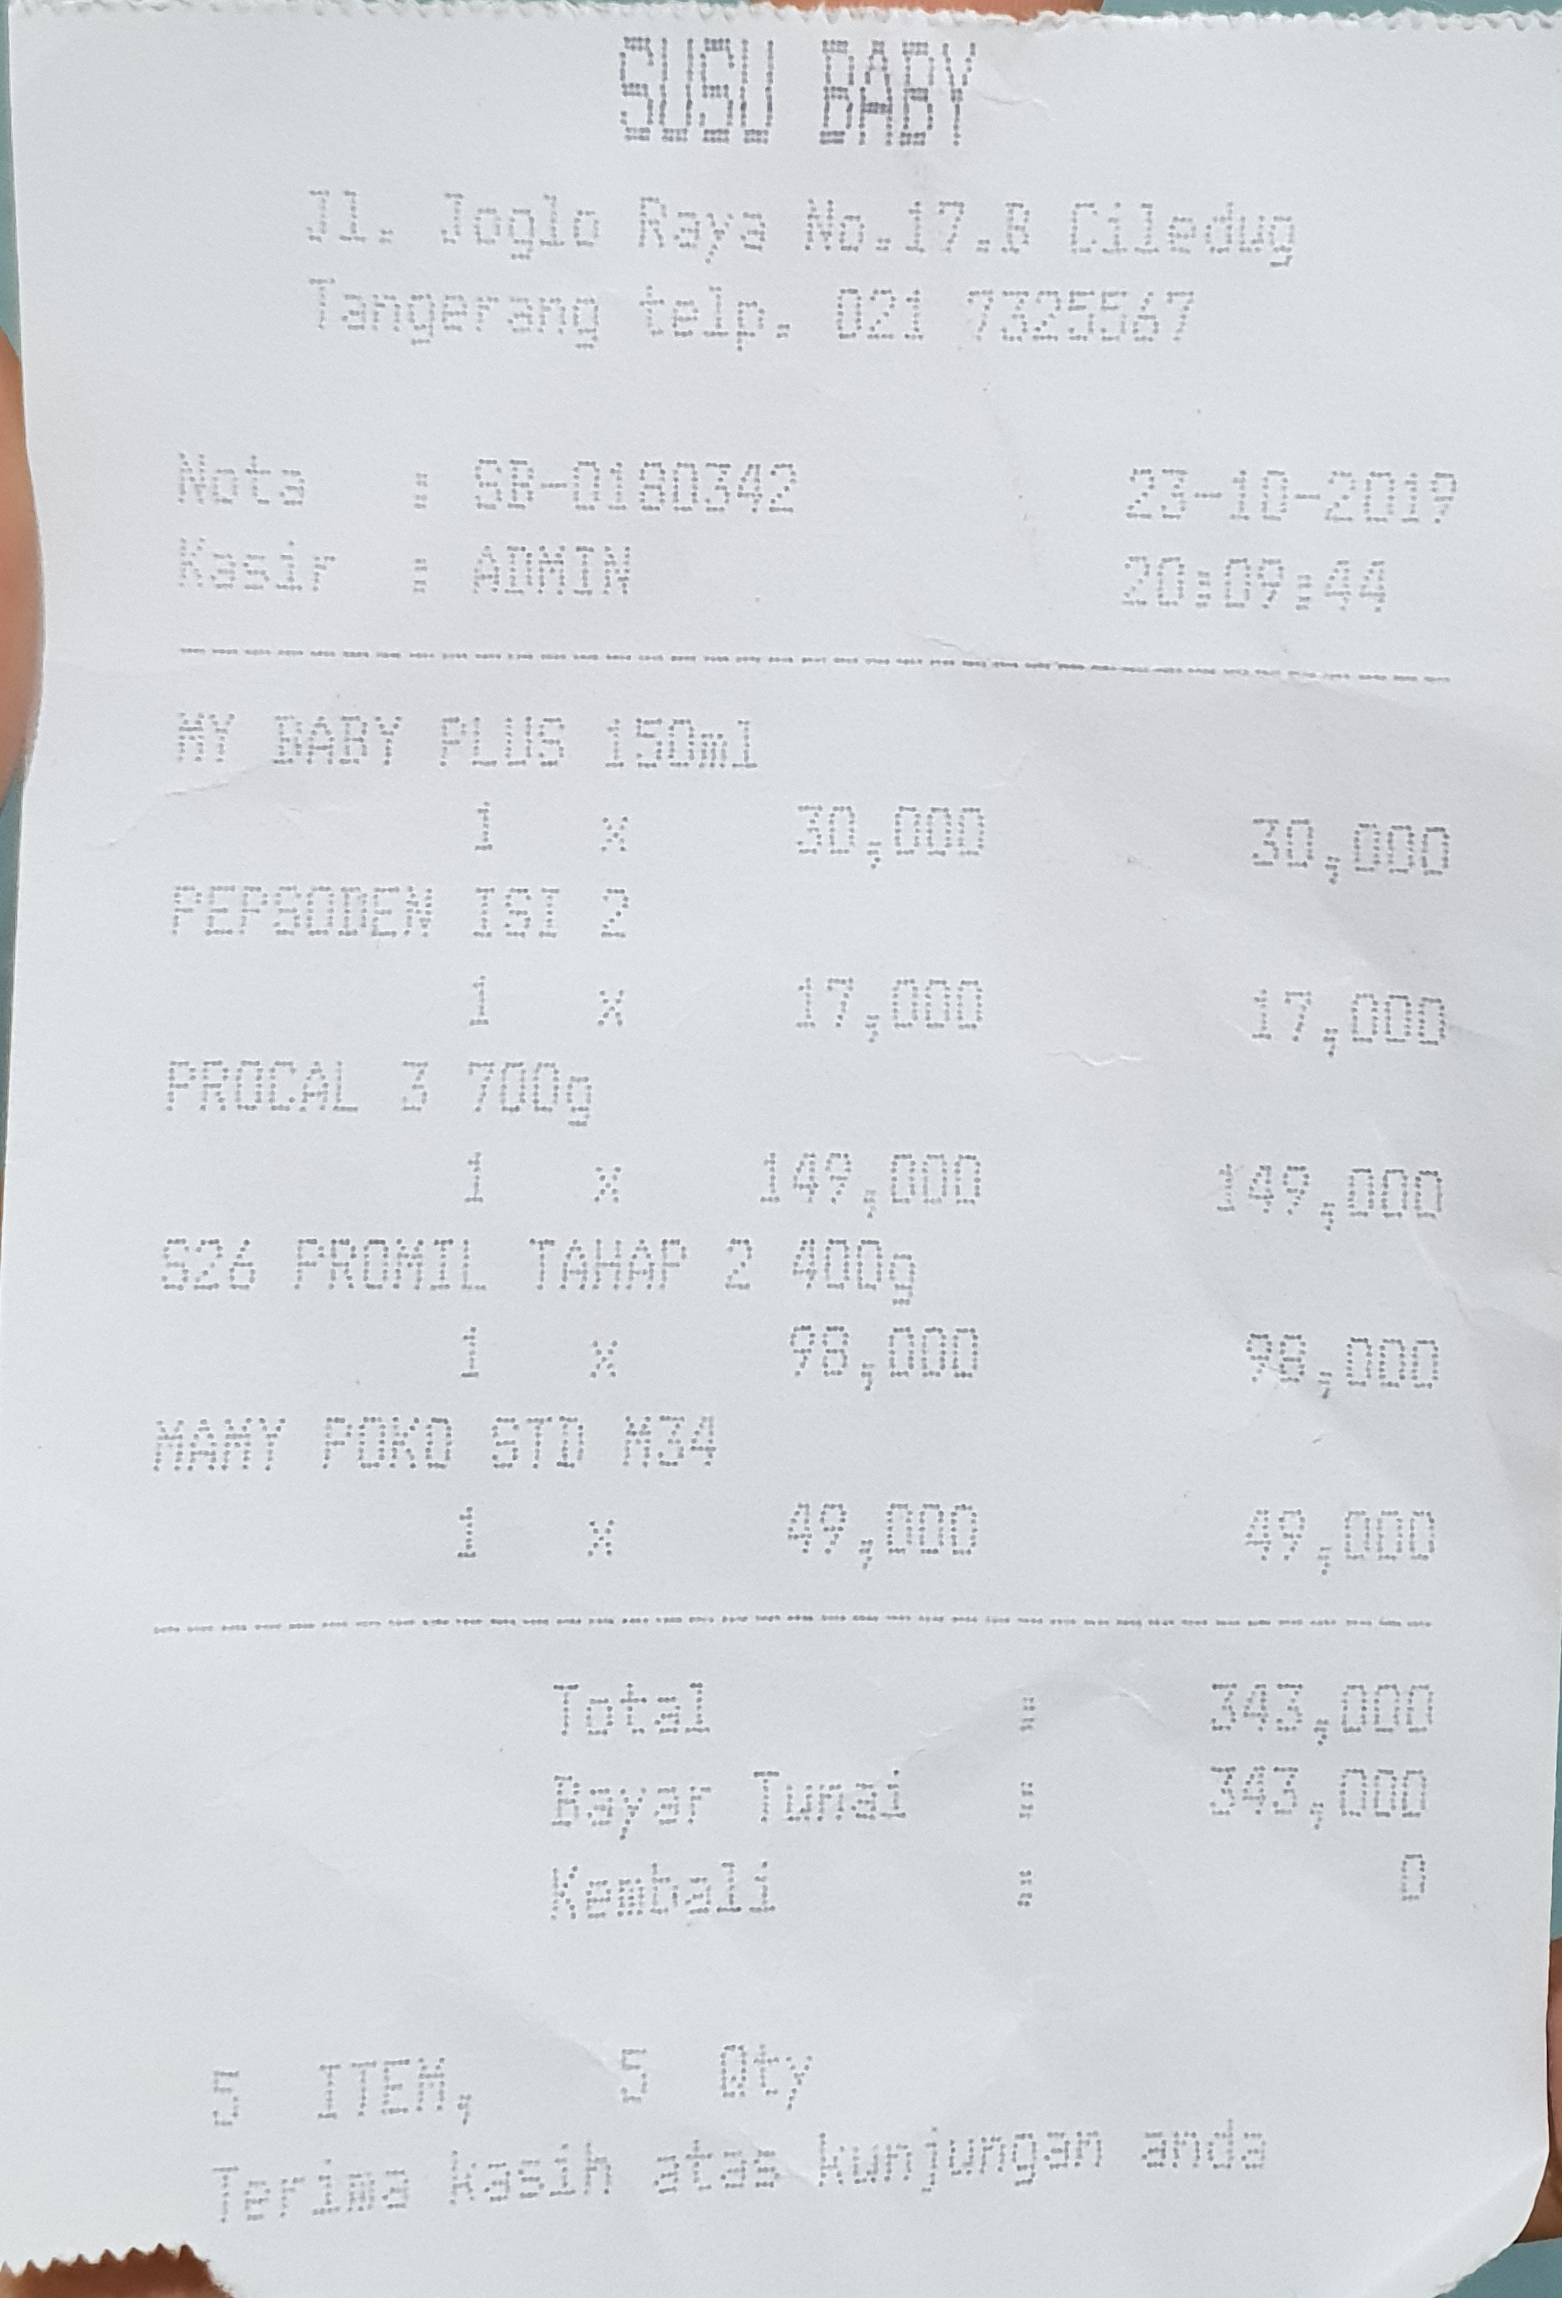 SUSU BABY
Jl. Joglo Raya No.17.B Ciledug
Tangerang telp. 021 7325567
Nota : SB-0180342 23-10-2019
Kasir : ADMIN 20:09:44
MY BABY PLUS 150ml
1 x 30,000 30,000
PEPSODEN ISI 2
1 x 17,000 17,000
PROCAL 3 700g
1 x 149,000 149,000
S26 PROMIL TAHAP 2 400g
1 x 98,000 98,000
MAMY POKO STD M34
1 x 49,000 49,000
Total : 343,000
Bayar Tunai : 343,000
Kembali : 0
5 ITEM, 5 Qty
Terima kasih atas kunjungan anda